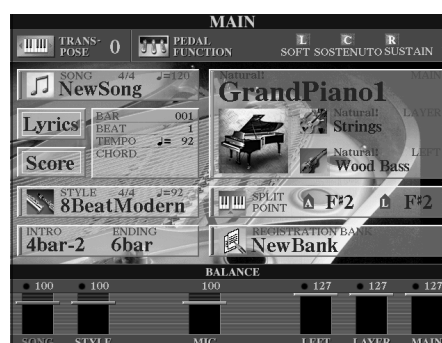 MAIN
TRANS-
POSE 0
PEDAL
FUNCTION
L C R
SOFT SOSTENUTO SUSTAIN
SONG 4/4 ♩=120
NewSong
Natural! MAIN
GrandPiano1
Lyrics
BAR 001
BEAT 1
TEMPO ♩= 92
CHORD
Natural! LAYER
Strings
Score
Natural! LEFT
Wood Bass
STYLE 4/4 ♩=92
8BeatModern
SPLIT
POINT A F♯2 L F♯2
INTRO ENDING
4bar-2 6bar
REGISTRATION BANK
NewBank
BALANCE
100 100 100 127 127 127
SONG STYLE MIC LEFT LAYER MAIN